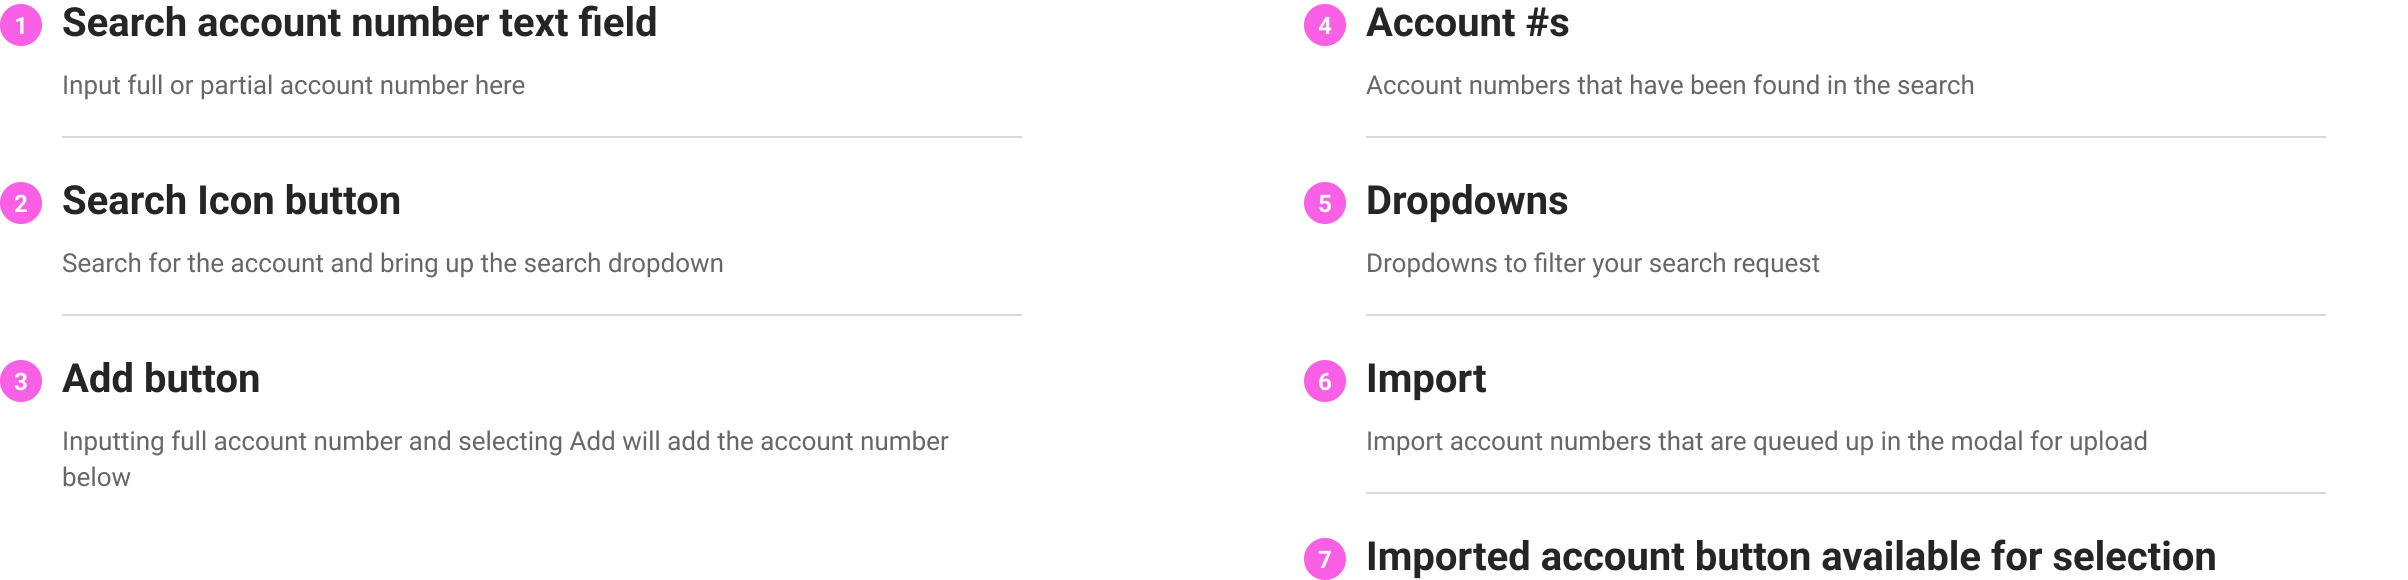 1 Search account number text field
Input full or partial account number here
2 Search Icon button
Search for the account and bring up the search dropdown
3 Add button
Inputting full account number and selecting Add will add the account number
below
4 Account #s
Account numbers that have been found in the search
5 Dropdowns
Dropdowns to filter your search request
6 Import
Import account numbers that are queued up in the modal for upload
7 Imported account button available for selection